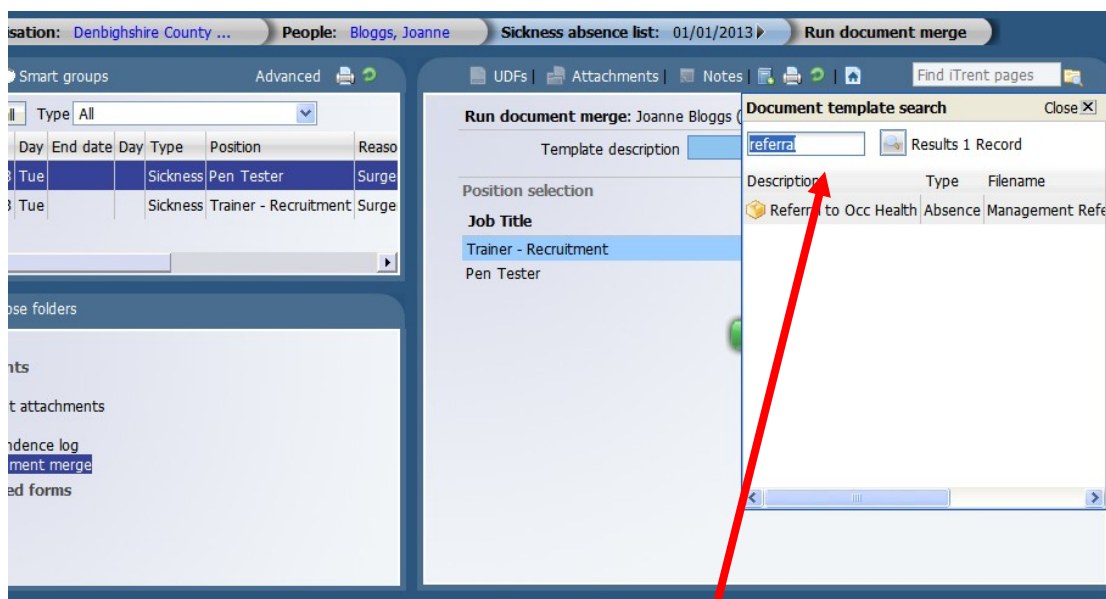 isation: Denbighshire County ... People: Bloggs, Joanne Sickness absence list: 01/01/2013 Run document merge
Smart groups Advanced
UDFs | Attachments | Notes | Find iTrent pages
Type All
Day End date Day Type Position Reaso
3 Tue Sickness Pen Tester Surge
3 Tue Sickness Trainer - Recruitment Surge
ose folders
nts
t attachments
ndence log
ment merge
ed forms
Run document merge: Joanne Bloggs (
Template description
Position selection
Job Title
Trainer - Recruitment
Pen Tester
Document template search Close
referral Results 1 Record
Description Type Filename
Referral to Occ Health Absence Management Refe